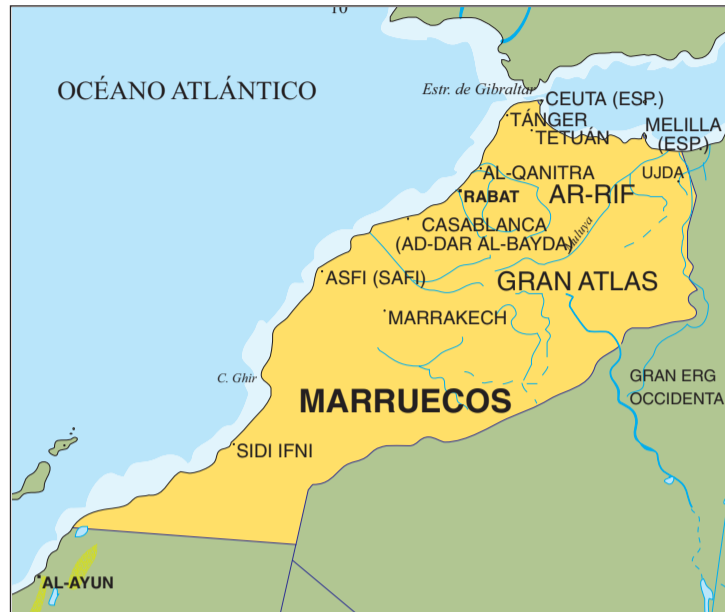 10
OCÉANO ATLÁNTICO
Estr. de Gibraltar
CEUTA (ESP.)
TÁNGER
TETUÁN
MELILLA
(ESP.)
AL-QANITRA
UJDA
RABAT
AR-RIF
CASABLANCA
(AD-DAR AL-BAYDA)
Muluya
ASFI (SAFI)
GRAN ATLAS
MARRAKECH
C. Ghir
GRAN ERG
OCCIDENTA
MARRUECOS
SIDI IFNI
AL-AYUN